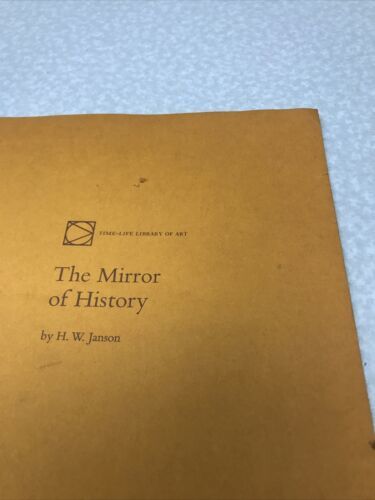 TIME-LIFE LIBRARY OF ART
The Mirror
of History
by H. W. Janson